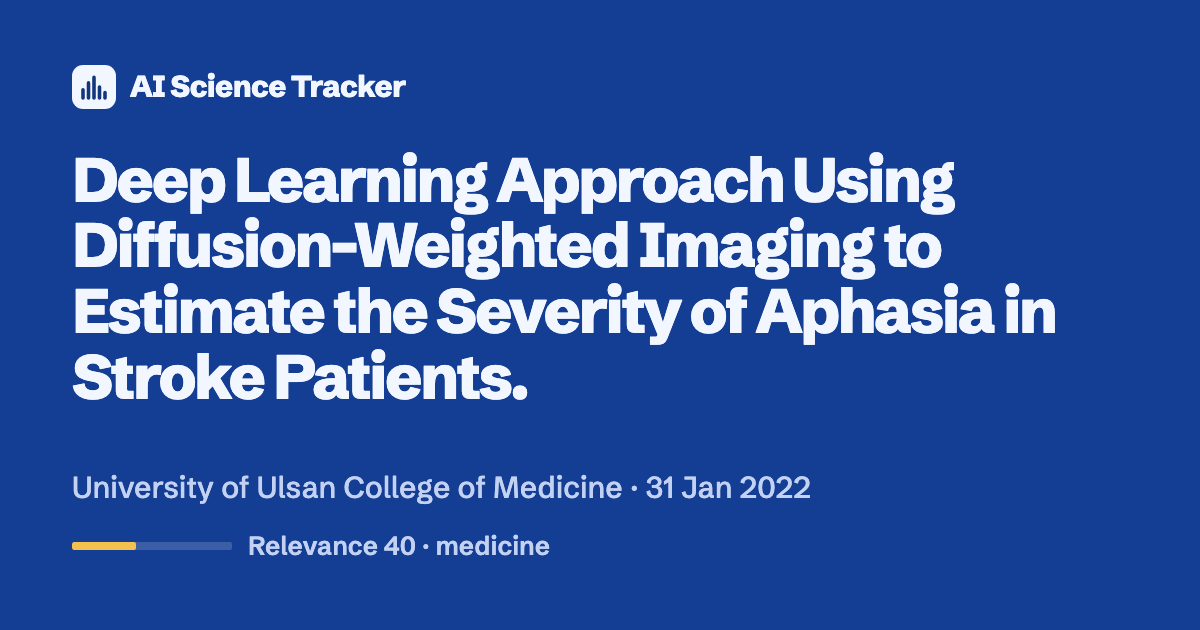 AI Science Tracker
Deep Learning Approach Using
Diffusion-Weighted Imaging to
Estimate the Severity of Aphasia in
Stroke Patients.
University of Ulsan College of Medicine · 31 Jan 2022
Relevance 40 · medicine